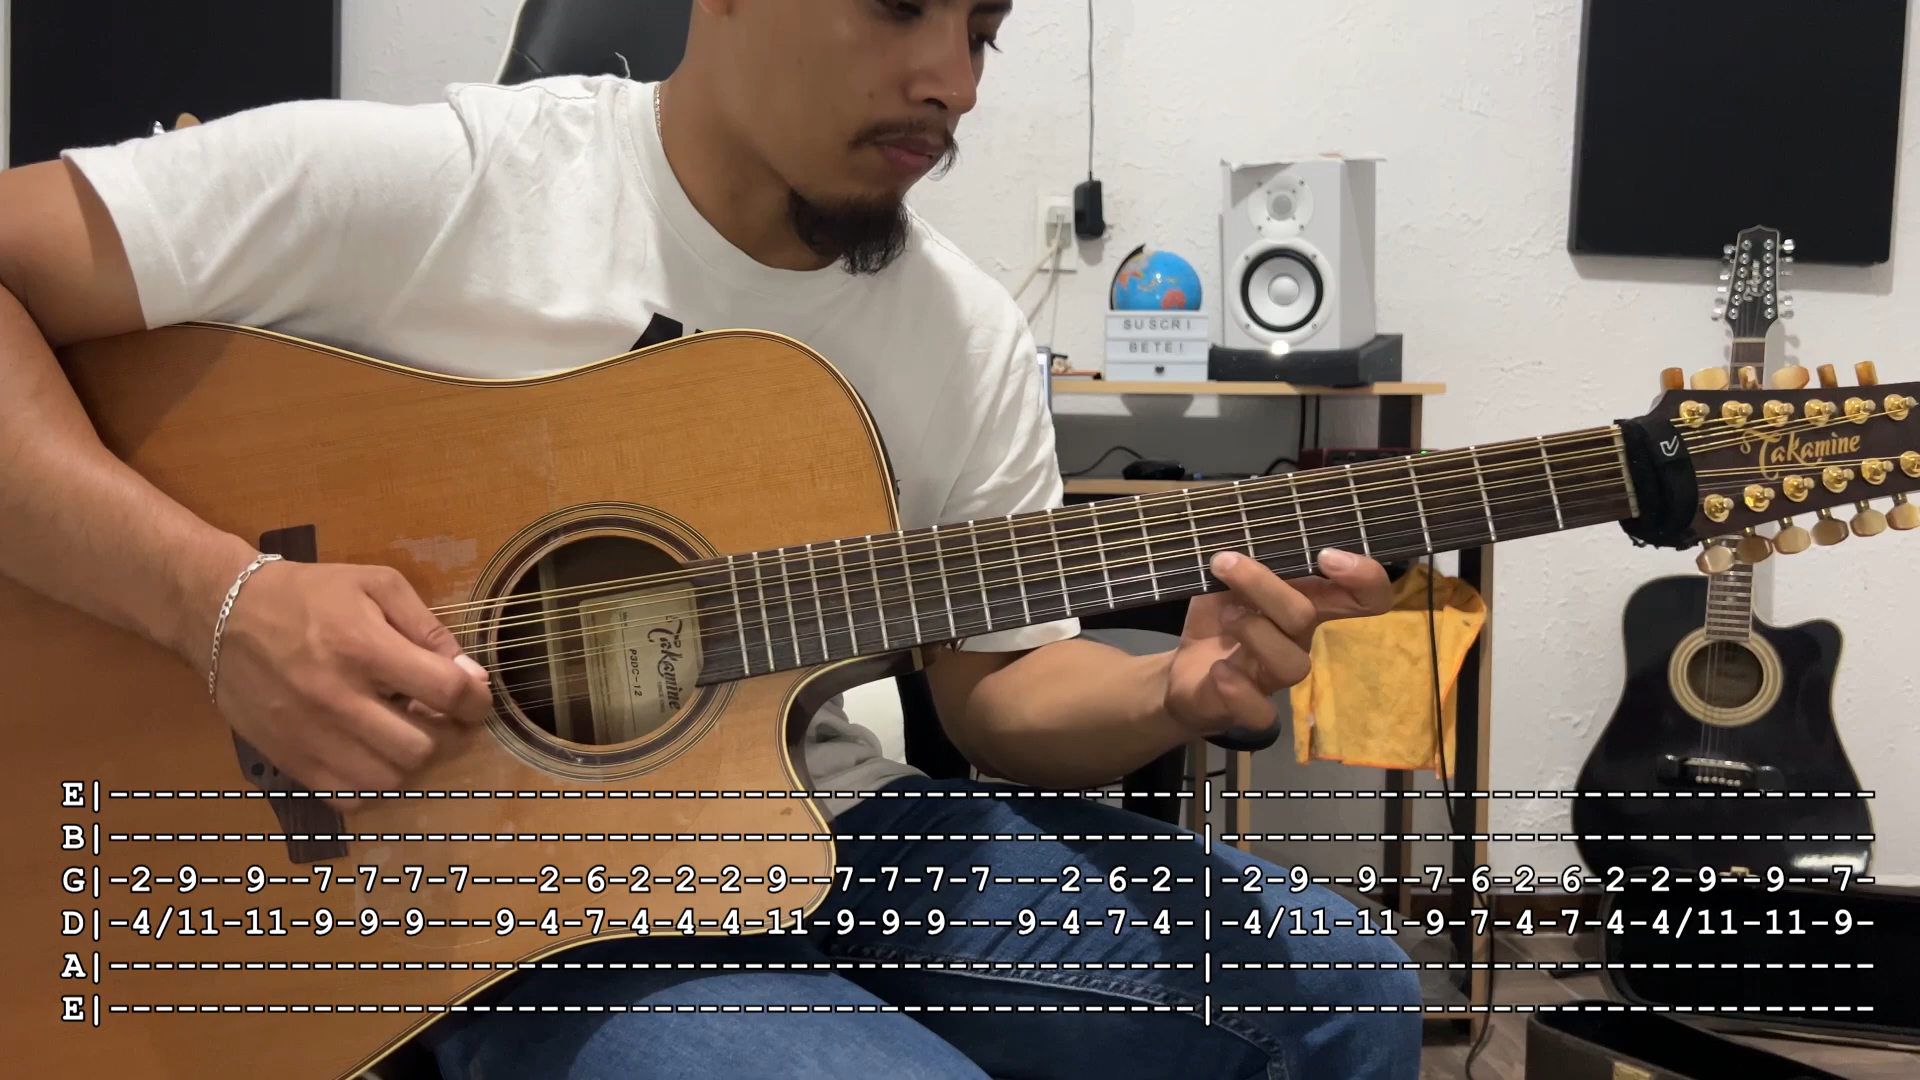 SUSCRI
BETE!
Takamine
Takamine
P3DC-12
E|------------------------------------------------|-----------------------------
B|------------------------------------------------|-----------------------------
G|-2-9--9--7-7-7-7---2-6-2-2-2-9--7-7-7-7---2-6-2-|-2-9--9--7-6-2-6-2-2-9--9--7-
D|-4/11-11-9-9-9---9-4-7-4-4-4-11-9-9-9---9-4-7-4-|-4/11-11-9-7-4-7-4-4/11-11-9-
A|------------------------------------------------|-----------------------------
E|------------------------------------------------|-----------------------------